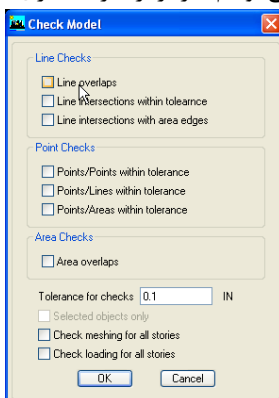 Check Model
Line Checks
Line overlaps
Line intersections within tolearnce
Line intersections with area edges
Point Checks
Points/Points within tolerance
Points/Lines within tolerance
Points/Areas within tolerance
Area Checks
Area overlaps
Tolerance for checks 0.1 IN
Selected objects only
Check meshing for all stories
Check loading for all stories
OK Cancel